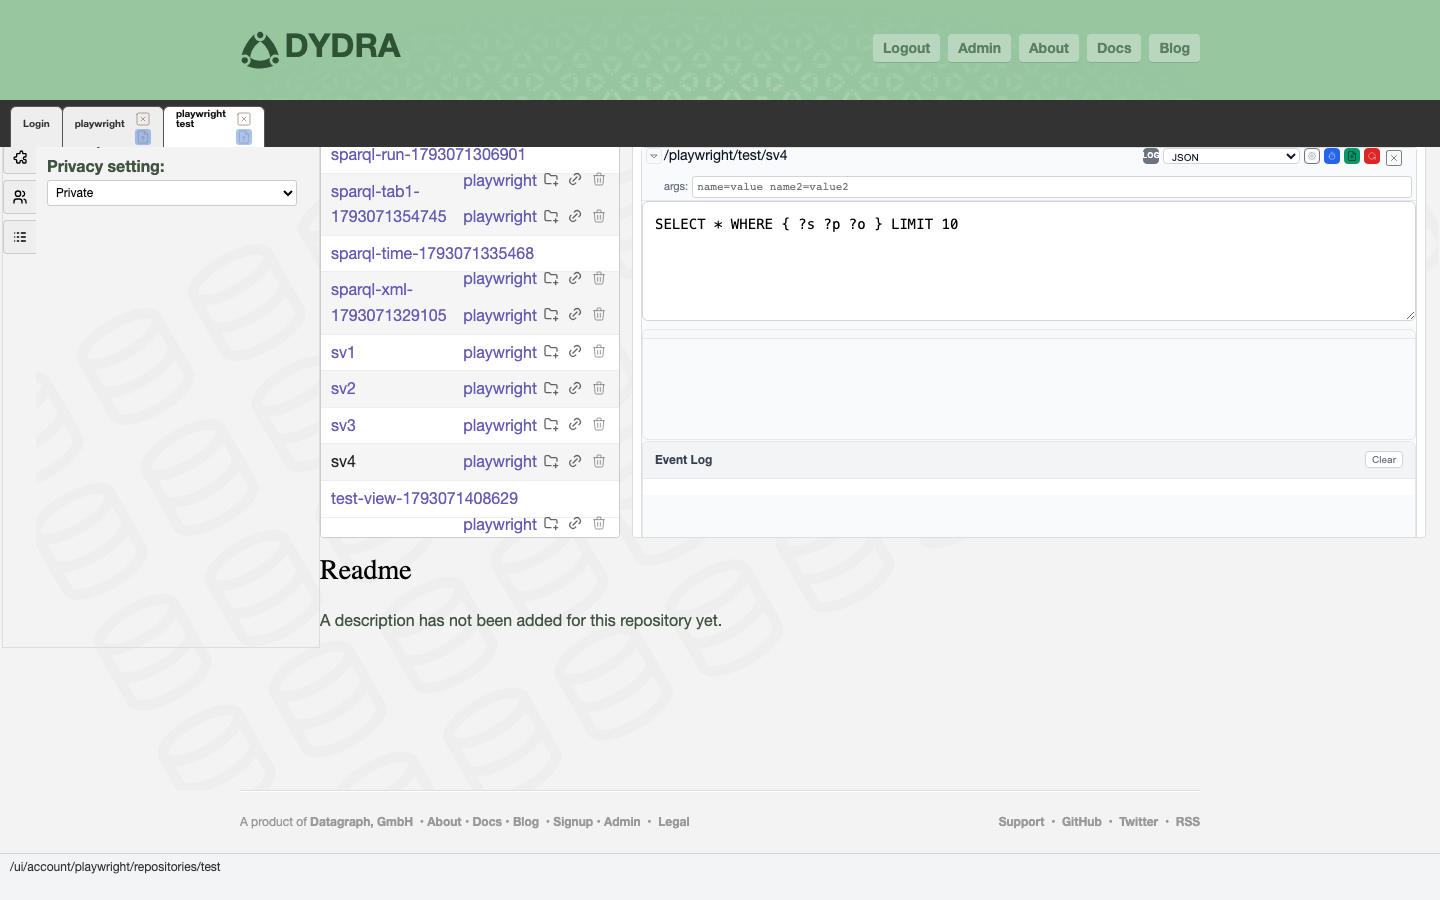 DYDRA
Logout Admin About Docs Blog
Login
playwright
playwright
test
Privacy setting:
Private
sparql-run-1793071306901
playwright
sparql-tab1-
1793071354745 playwright
sparql-time-1793071335468
playwright
sparql-xml-
1793071329105 playwright
sv1 playwright
sv2 playwright
sv3 playwright
sv4 playwright
test-view-1793071408629
playwright
/playwright/test/sv4
LOG
JSON
args: name=value name2=value2
SELECT * WHERE { ?s ?p ?o } LIMIT 10
Event Log
Clear
Readme
A description has not been added for this repository yet.
A product of Datagraph, GmbH • About • Docs • Blog • Signup • Admin • Legal
Support • GitHub • Twitter • RSS
/ui/account/playwright/repositories/test